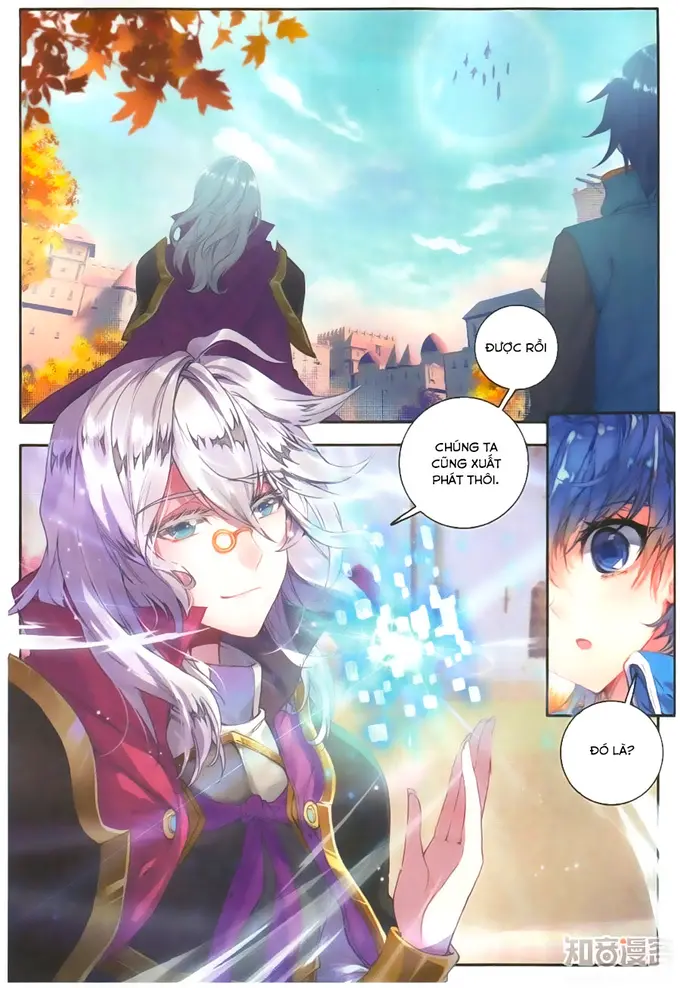 ĐƯỢC RỒI
CHÚNG TA
CŨNG XUẤT
PHÁT THÔI.
ĐÓ LÀ?
知音漫客